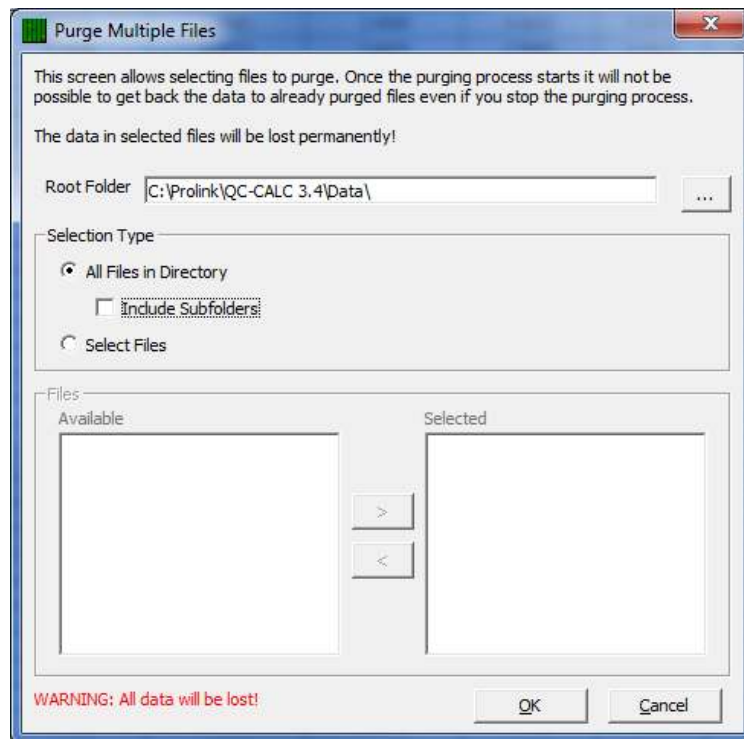 Purge Multiple Files
This screen allows selecting files to purge. Once the purging process starts it will not be
possible to get back the data to already purged files even if you stop the purging process.
The data in selected files will be lost permanently!
Root Folder C:\Prolink\QC-CALC 3.4\Data\ ...
Selection Type
All Files in Directory
Include Subfolders
Select Files
Files
Available Selected
>
<
WARNING: All data will be lost! OK Cancel